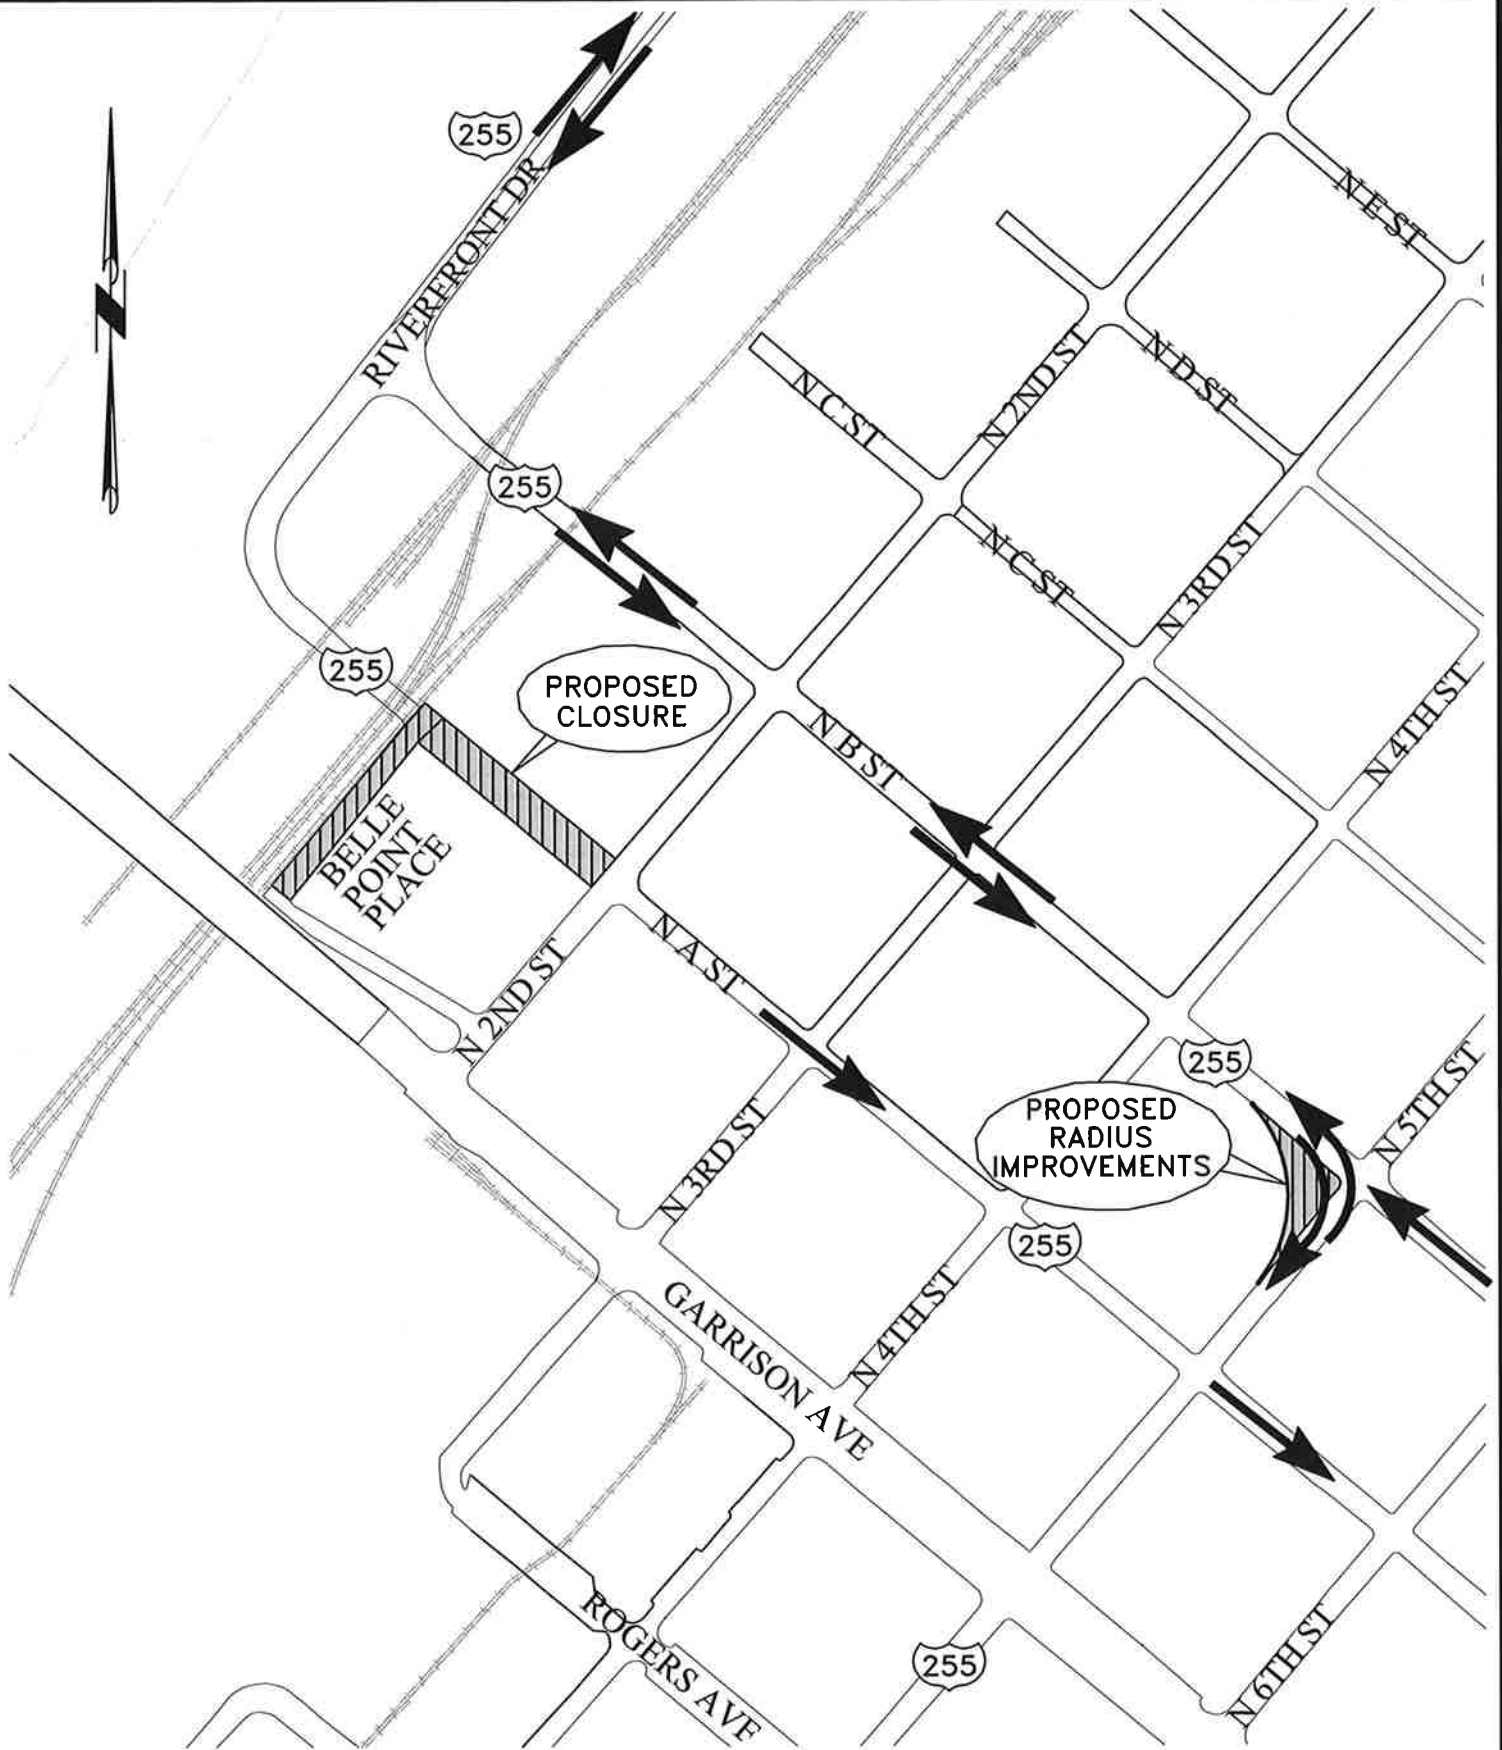 255
RIVERFRONT DR
N E ST
N 2ND ST
N D ST
N C ST
255
N C ST
N 3RD ST
255
PROPOSED
CLOSURE
N 4TH ST
N B ST
BELLE
POINT
PLACE
N A ST
N 2ND ST
255
N 5TH ST
PROPOSED
RADIUS
IMPROVEMENTS
N 3RD ST
255
N 4TH ST
GARRISON AVE
ROGERS AVE
255
N 6TH ST
N